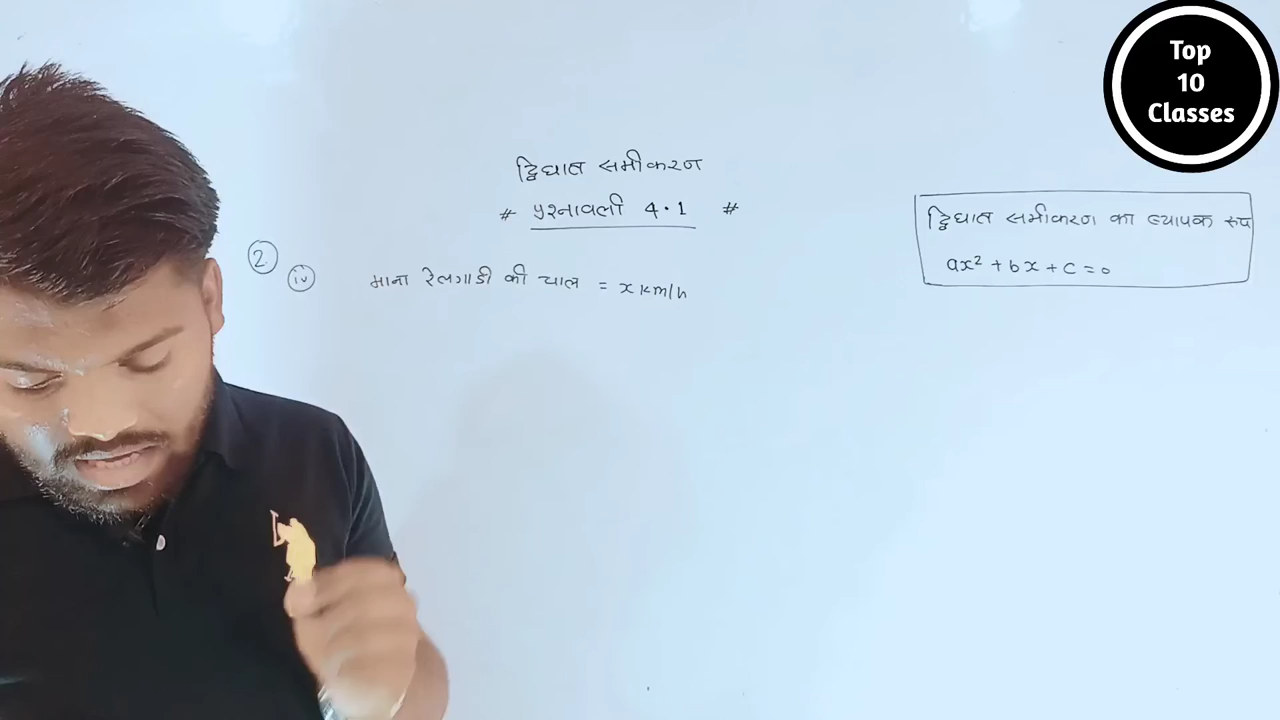 Top
10
Classes
द्विघात समीकरण
# प्रश्नावली 4.1 #
द्विघात समीकरण का व्यापक रूप
ax² + bx + c = 0
2.
iv माना रेलगाडी की चाल = x km/h